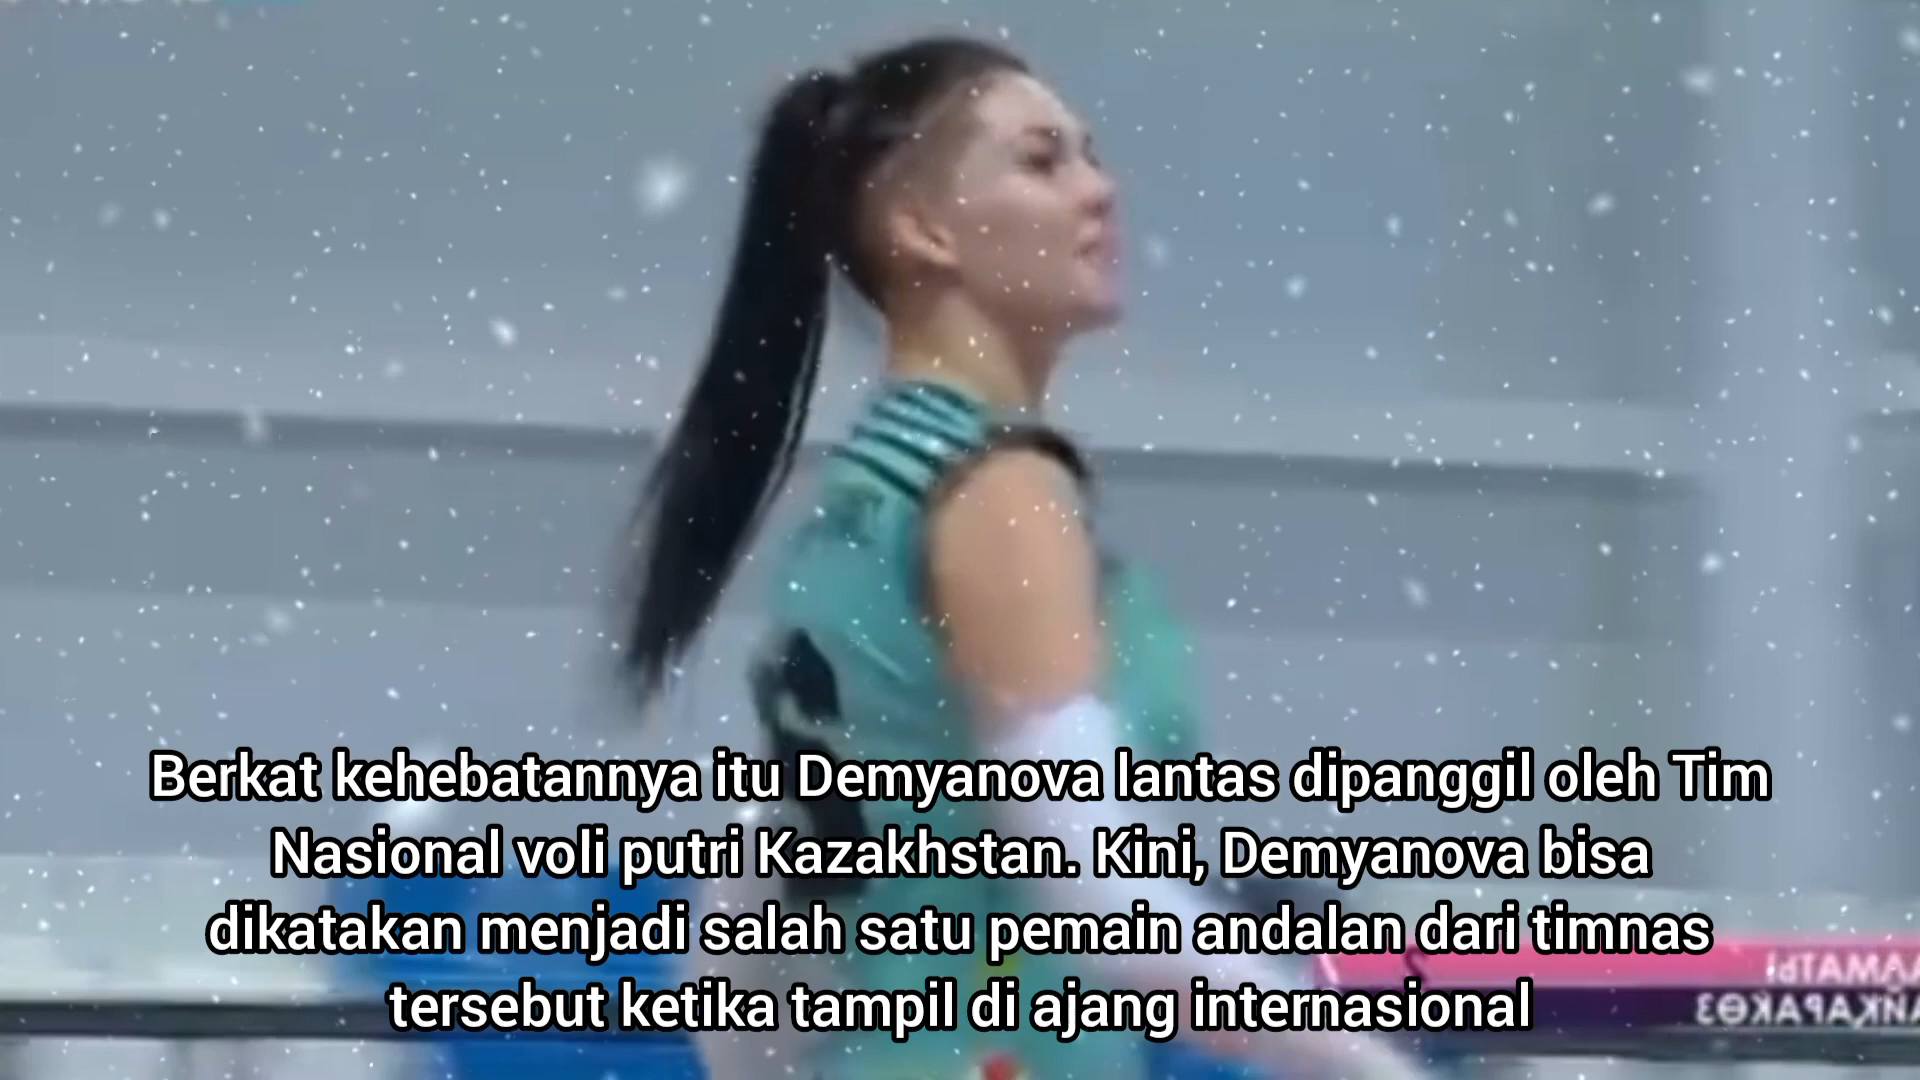 Berkat kehebatannya itu Demyanova lantas dipanggil oleh Tim
Nasional voli putri Kazakhstan. Kini, Demyanova bisa
dikatakan menjadi salah satu pemain andalan dari timnas
tersebut ketika tampil di ajang internasional